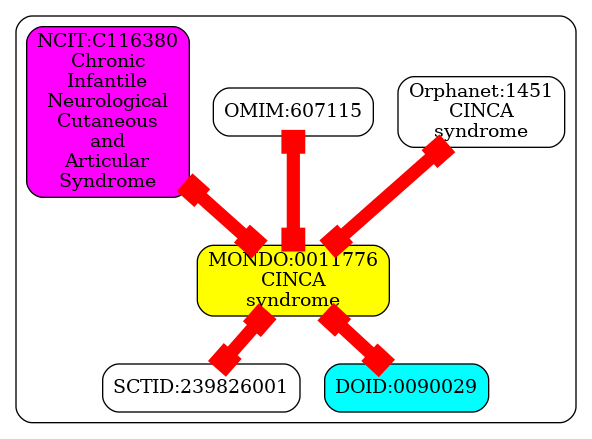 NCIT:C116380
Chronic
Infantile
Neurological
Cutaneous
and
Articular
Syndrome
OMIM:607115
Orphanet:1451
CINCA
syndrome
MONDO:0011776
CINCA
syndrome
SCTID:239826001
DOID:0090029